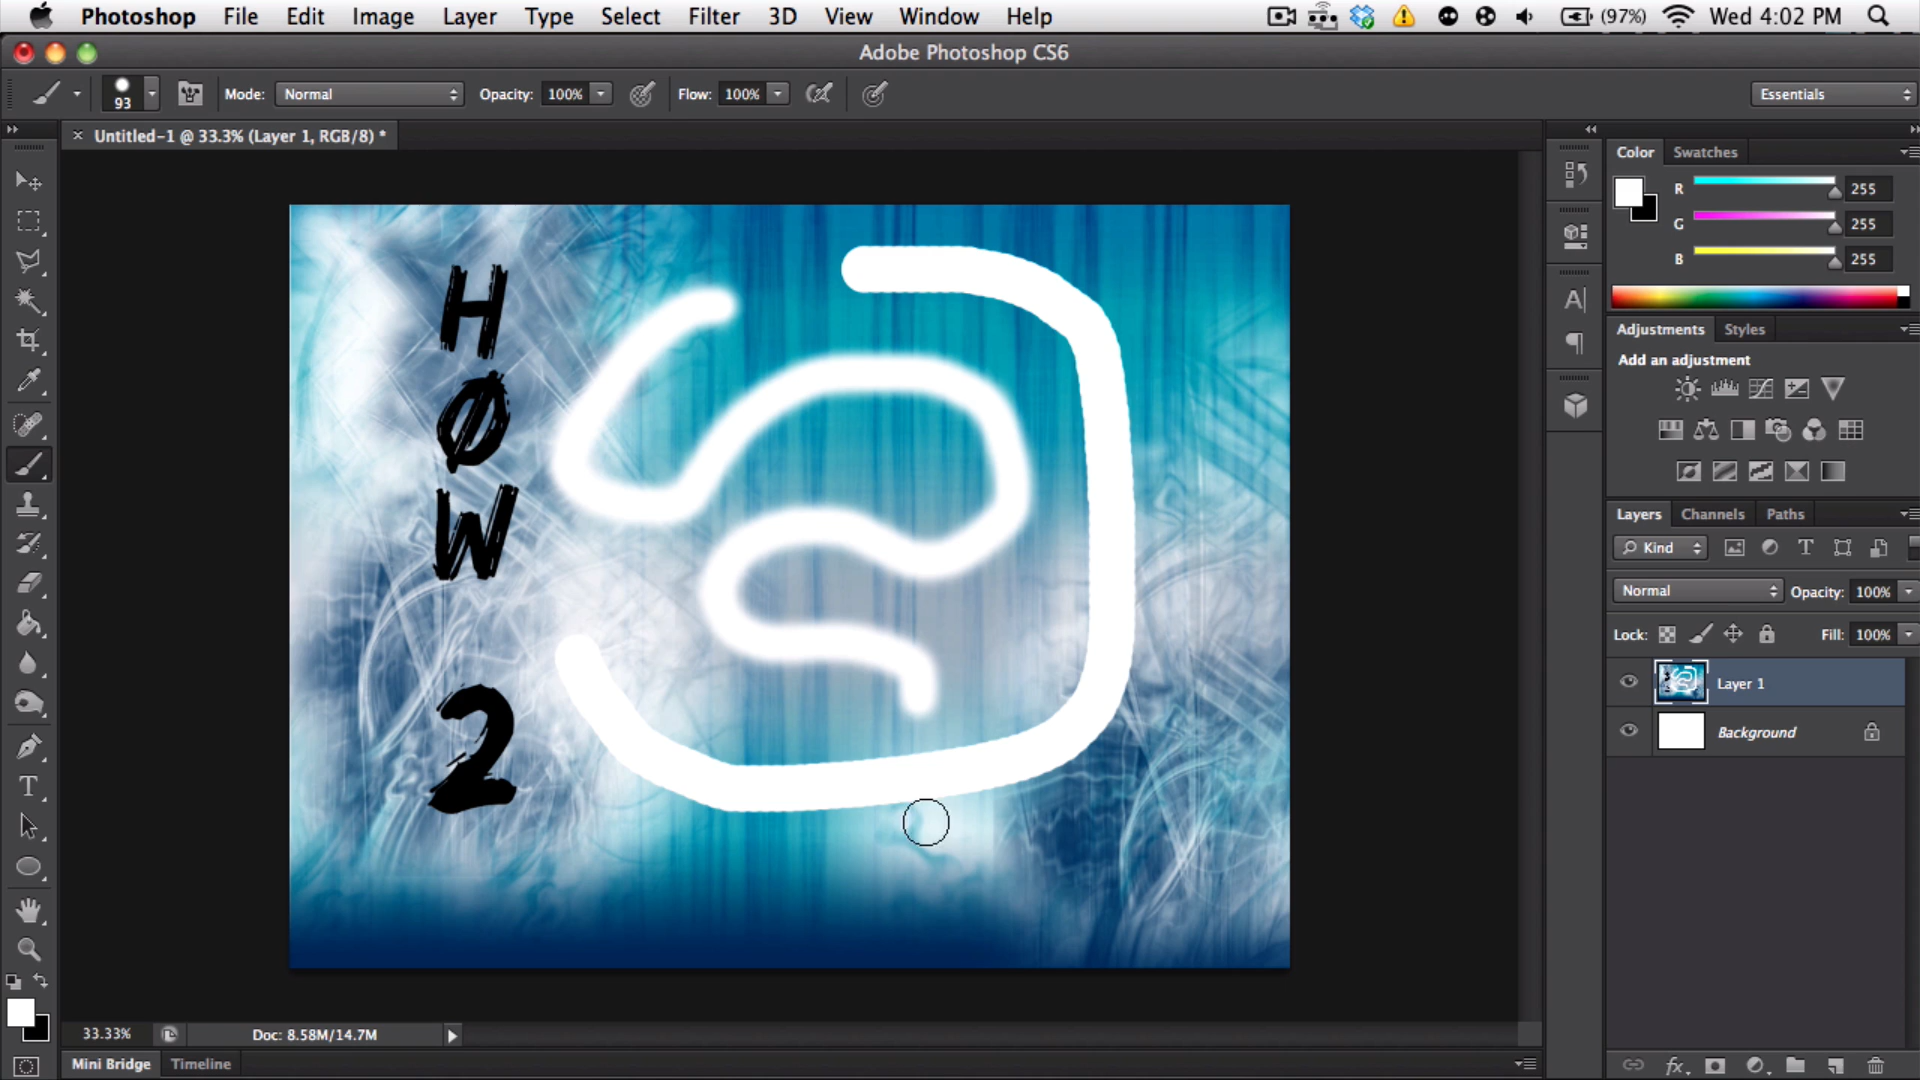 Photoshop File Edit Image Layer Type Select Filter 3D View Window Help (97%) Wed 4:02 PM
Adobe Photoshop CS6
93 Mode: Normal Opacity: 100% Flow: 100% Essentials
Untitled-1 @ 33.3% (Layer 1, RGB/8) *
Color Swatches
R 255
G 255
B 255
Adjustments Styles
Add an adjustment
Layers Channels Paths
Kind
Normal Opacity: 100%
Lock: Fill: 100%
Layer 1
Background
H
Ø
W
2
33.33% Doc: 8.58M/14.7M
Mini Bridge Timeline